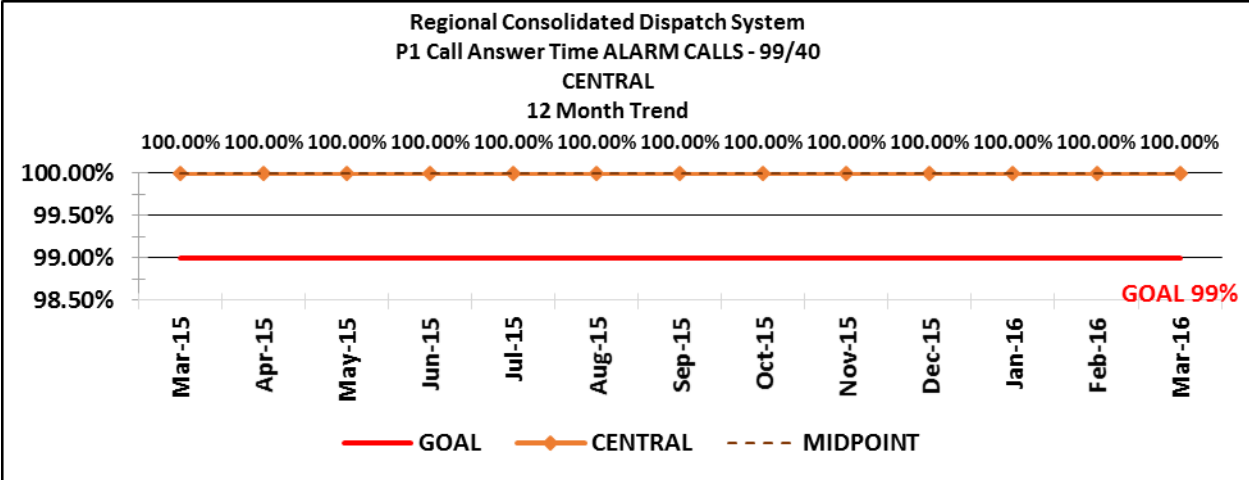 Regional Consolidated Dispatch System
P1 Call Answer Time ALARM CALLS - 99/40
CENTRAL
12 Month Trend
100.00% 100.00% 100.00% 100.00% 100.00% 100.00% 100.00% 100.00% 100.00% 100.00% 100.00% 100.00% 100.00%
100.00%
99.50%
99.00%
98.50%
GOAL 99%
Mar-15 Apr-15 May-15 Jun-15 Jul-15 Aug-15 Sep-15 Oct-15 Nov-15 Dec-15 Jan-16 Feb-16 Mar-16
GOAL CENTRAL MIDPOINT